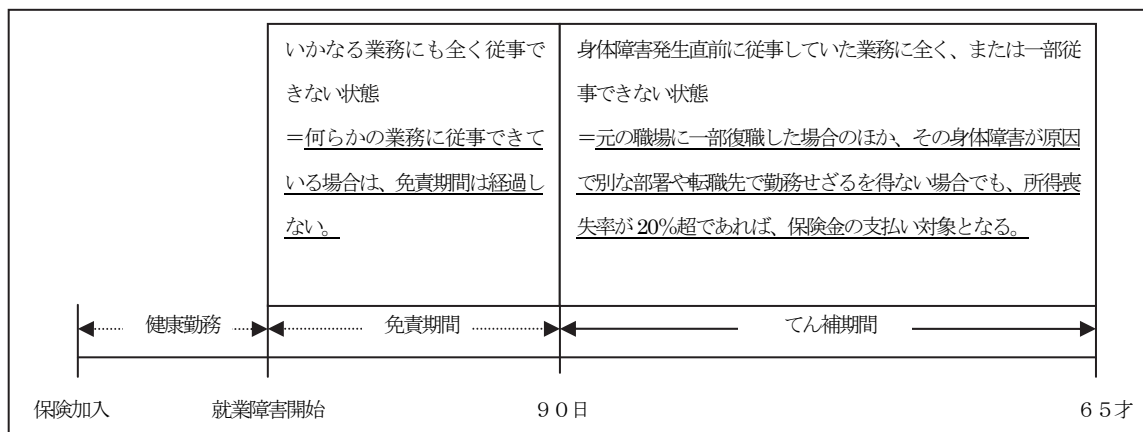 いかなる業務にも全く従事で
きない状態
=何らかの業務に従事できて
いる場合は、免責期間は経過し
ない。
身体障害発生直前に従事していた業務に全く、または一部従
事できない状態
=元の職場に一部復職した場合のほか、その身体障害が原因
で別な部署や転職先で勤務せざるを得ない場合でも、所得喪
失率が20%超であれば、保険金の支払い対象となる。
健康勤務 免責期間 てん補期間
保険加入 就業障害開始 90日 65才